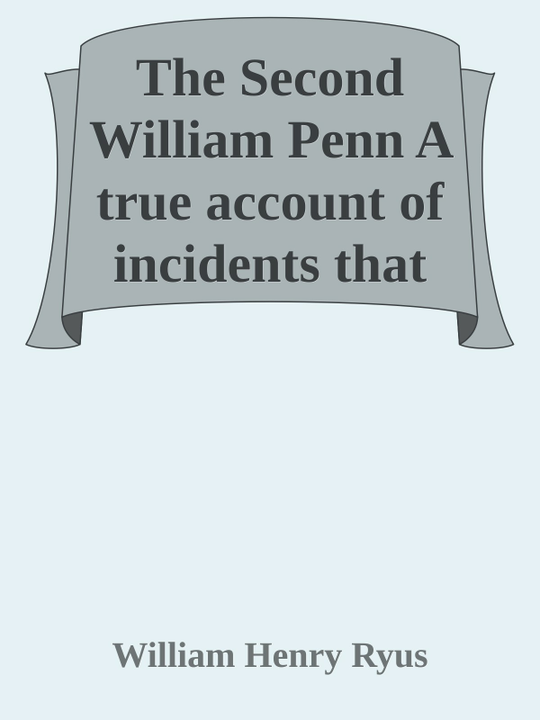 The Second
William Penn A
true account of
incidents that
William Henry Ryus